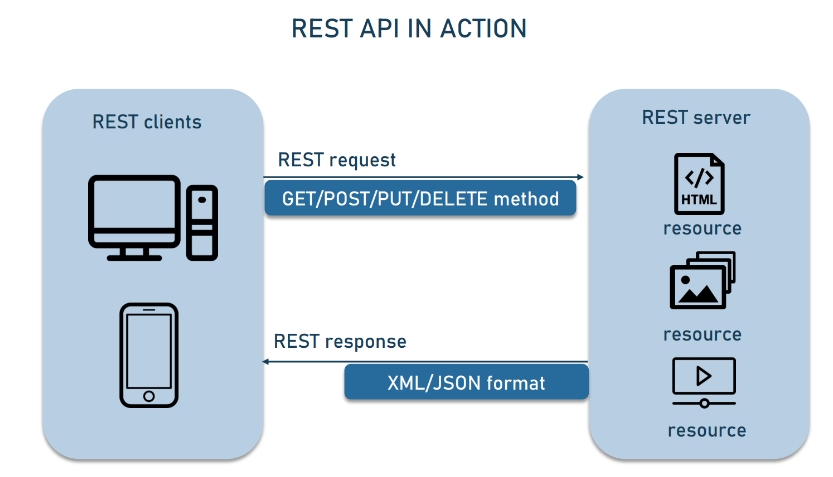 REST API IN ACTION
REST clients
REST server
REST request
GET/POST/PUT/DELETE method
</>
HTML
resource
resource
REST response
XML/JSON format
resource